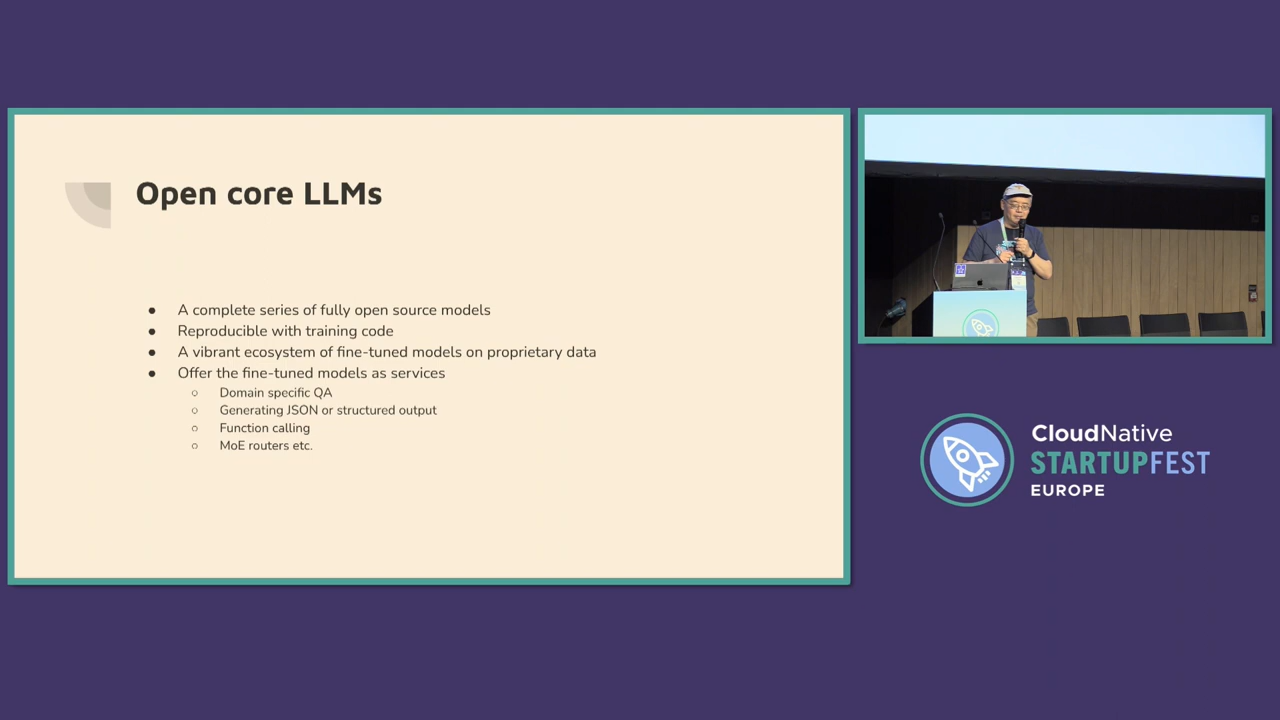 Open core LLMs
● A complete series of fully open source models
● Reproducible with training code
● A vibrant ecosystem of fine-tuned models on proprietary data
● Offer the fine-tuned models as services
○ Domain specific QA
○ Generating JSON or structured output
○ Function calling
○ MoE routers etc.
CloudNative
STARTUPFEST
EUROPE